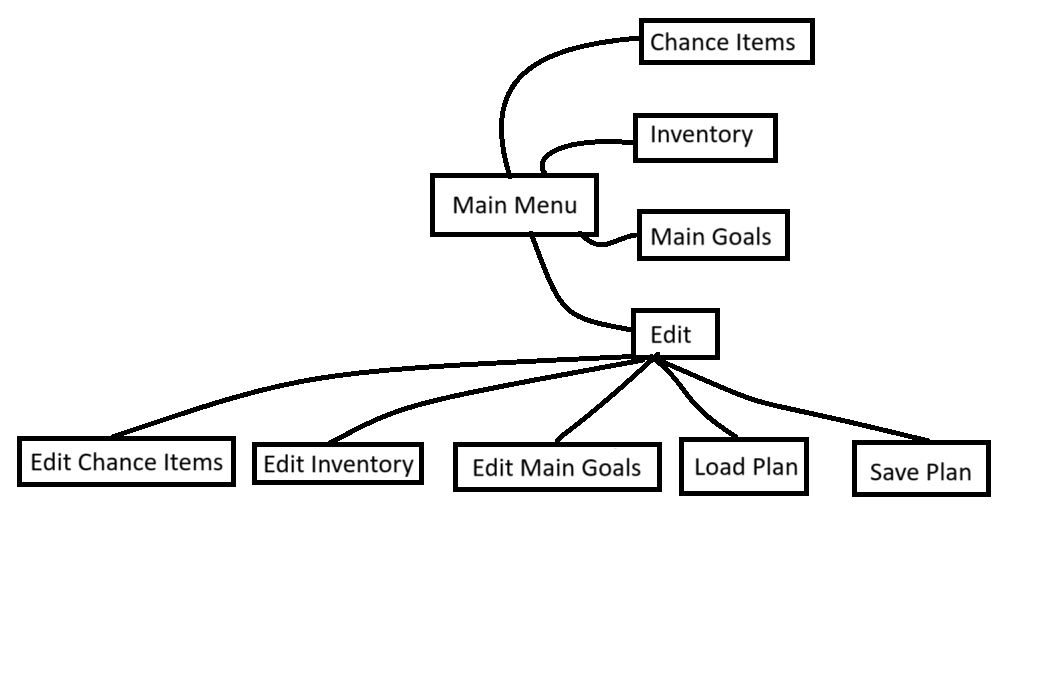 Chance Items
Inventory
Main Menu
Main Goals
Edit
Edit Chance Items
Edit Inventory
Edit Main Goals
Load Plan
Save Plan